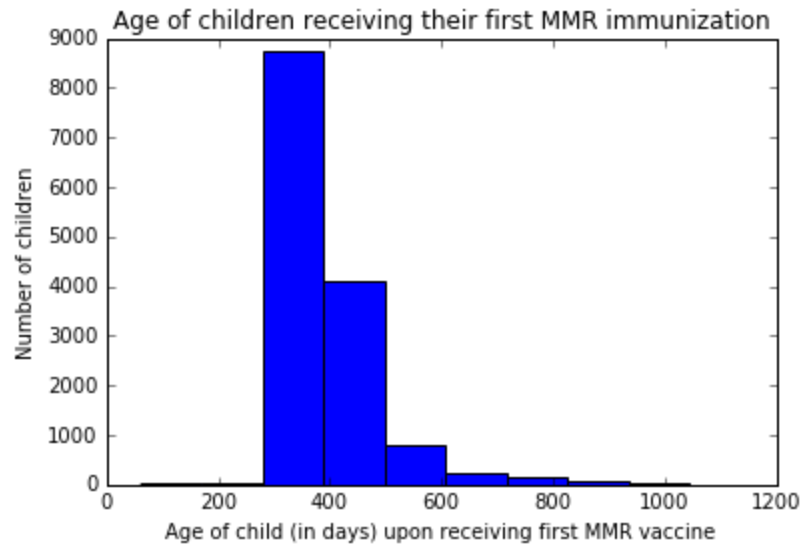 Age of children receiving their first MMR immunization
9000
8000
7000
6000
5000
4000
3000
2000
1000
0
Number of children
0 200 400 600 800 1000 1200
Age of child (in days) upon receiving first MMR vaccine